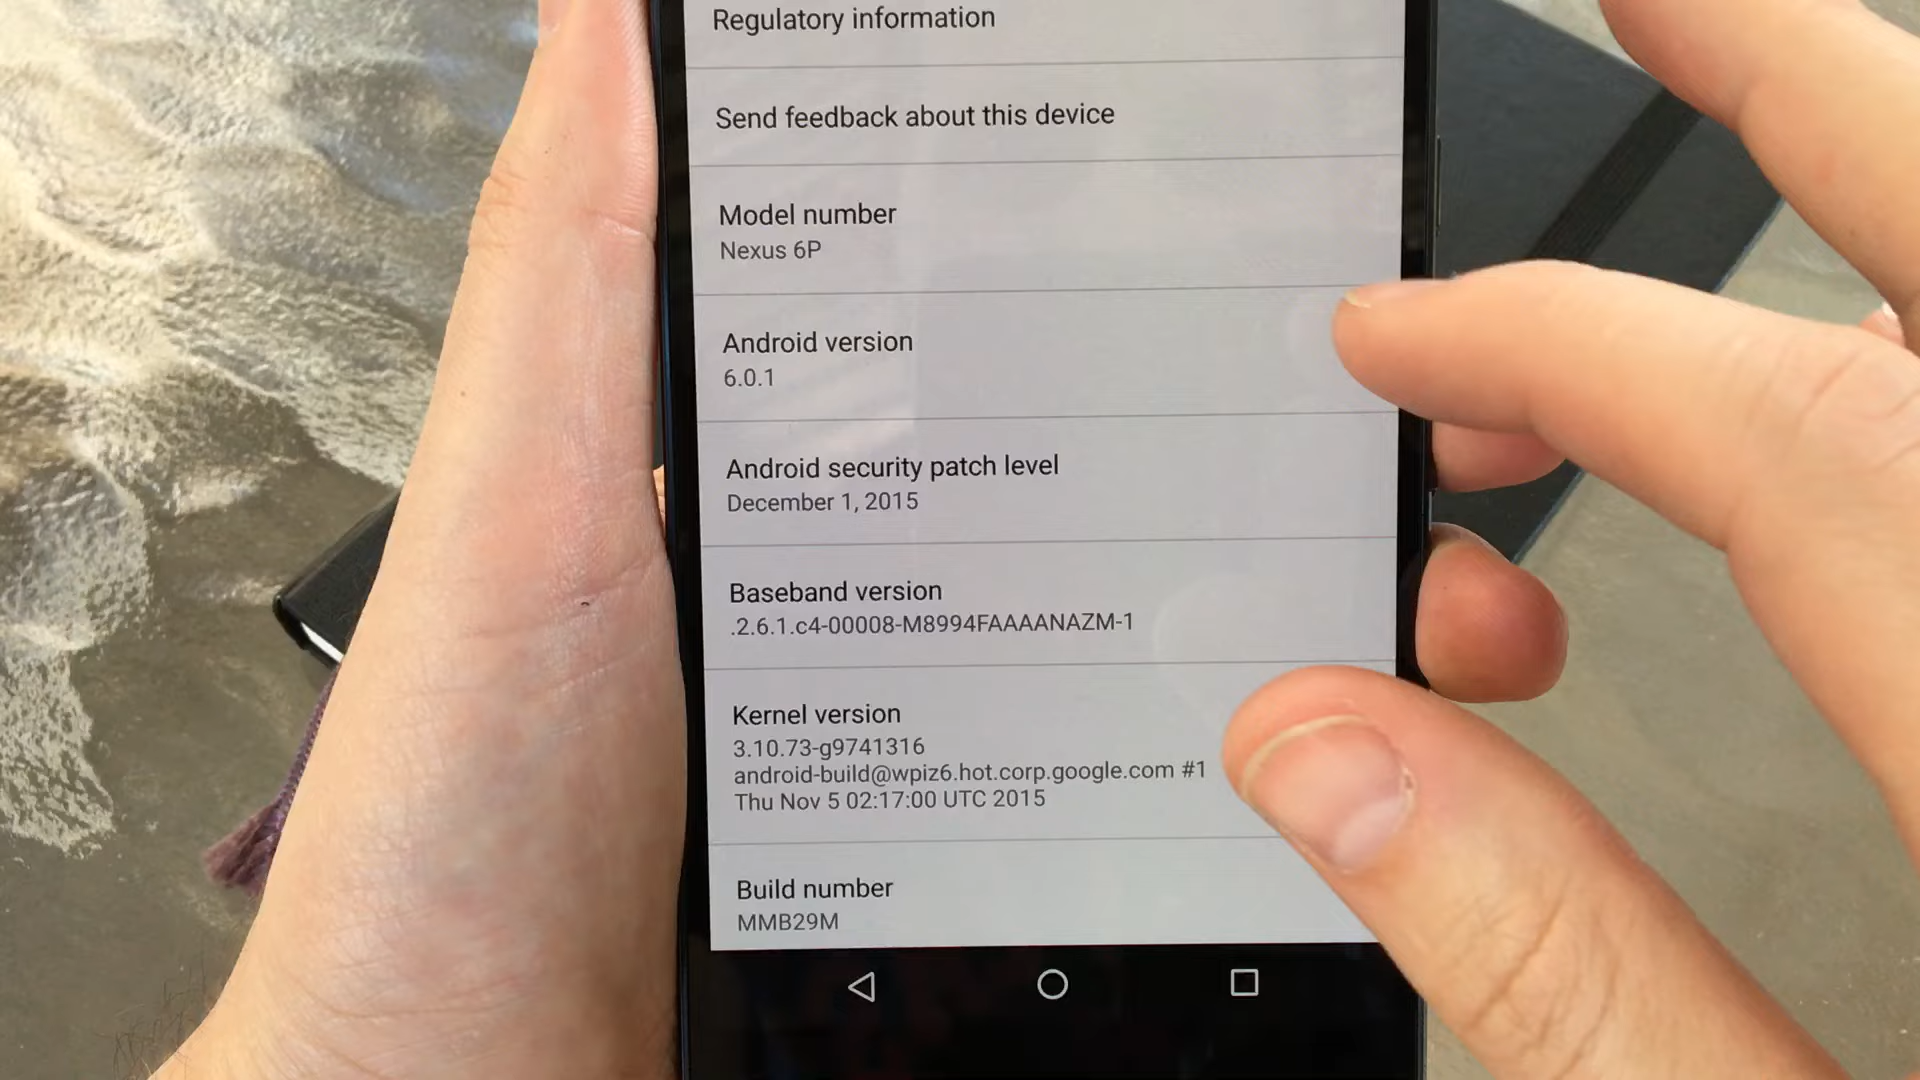 Regulatory information
Send feedback about this device
Model number
Nexus 6P
Android version
6.0.1
Android security patch level
December 1, 2015
Baseband version
.2.6.1.c4-00008-M8994FAAAANAZM-1
Kernel version
3.10.73-g9741316
android-build@wpiz6.hot.corp.google.com #1
Thu Nov 5 02:17:00 UTC 2015
Build number
MMB29M